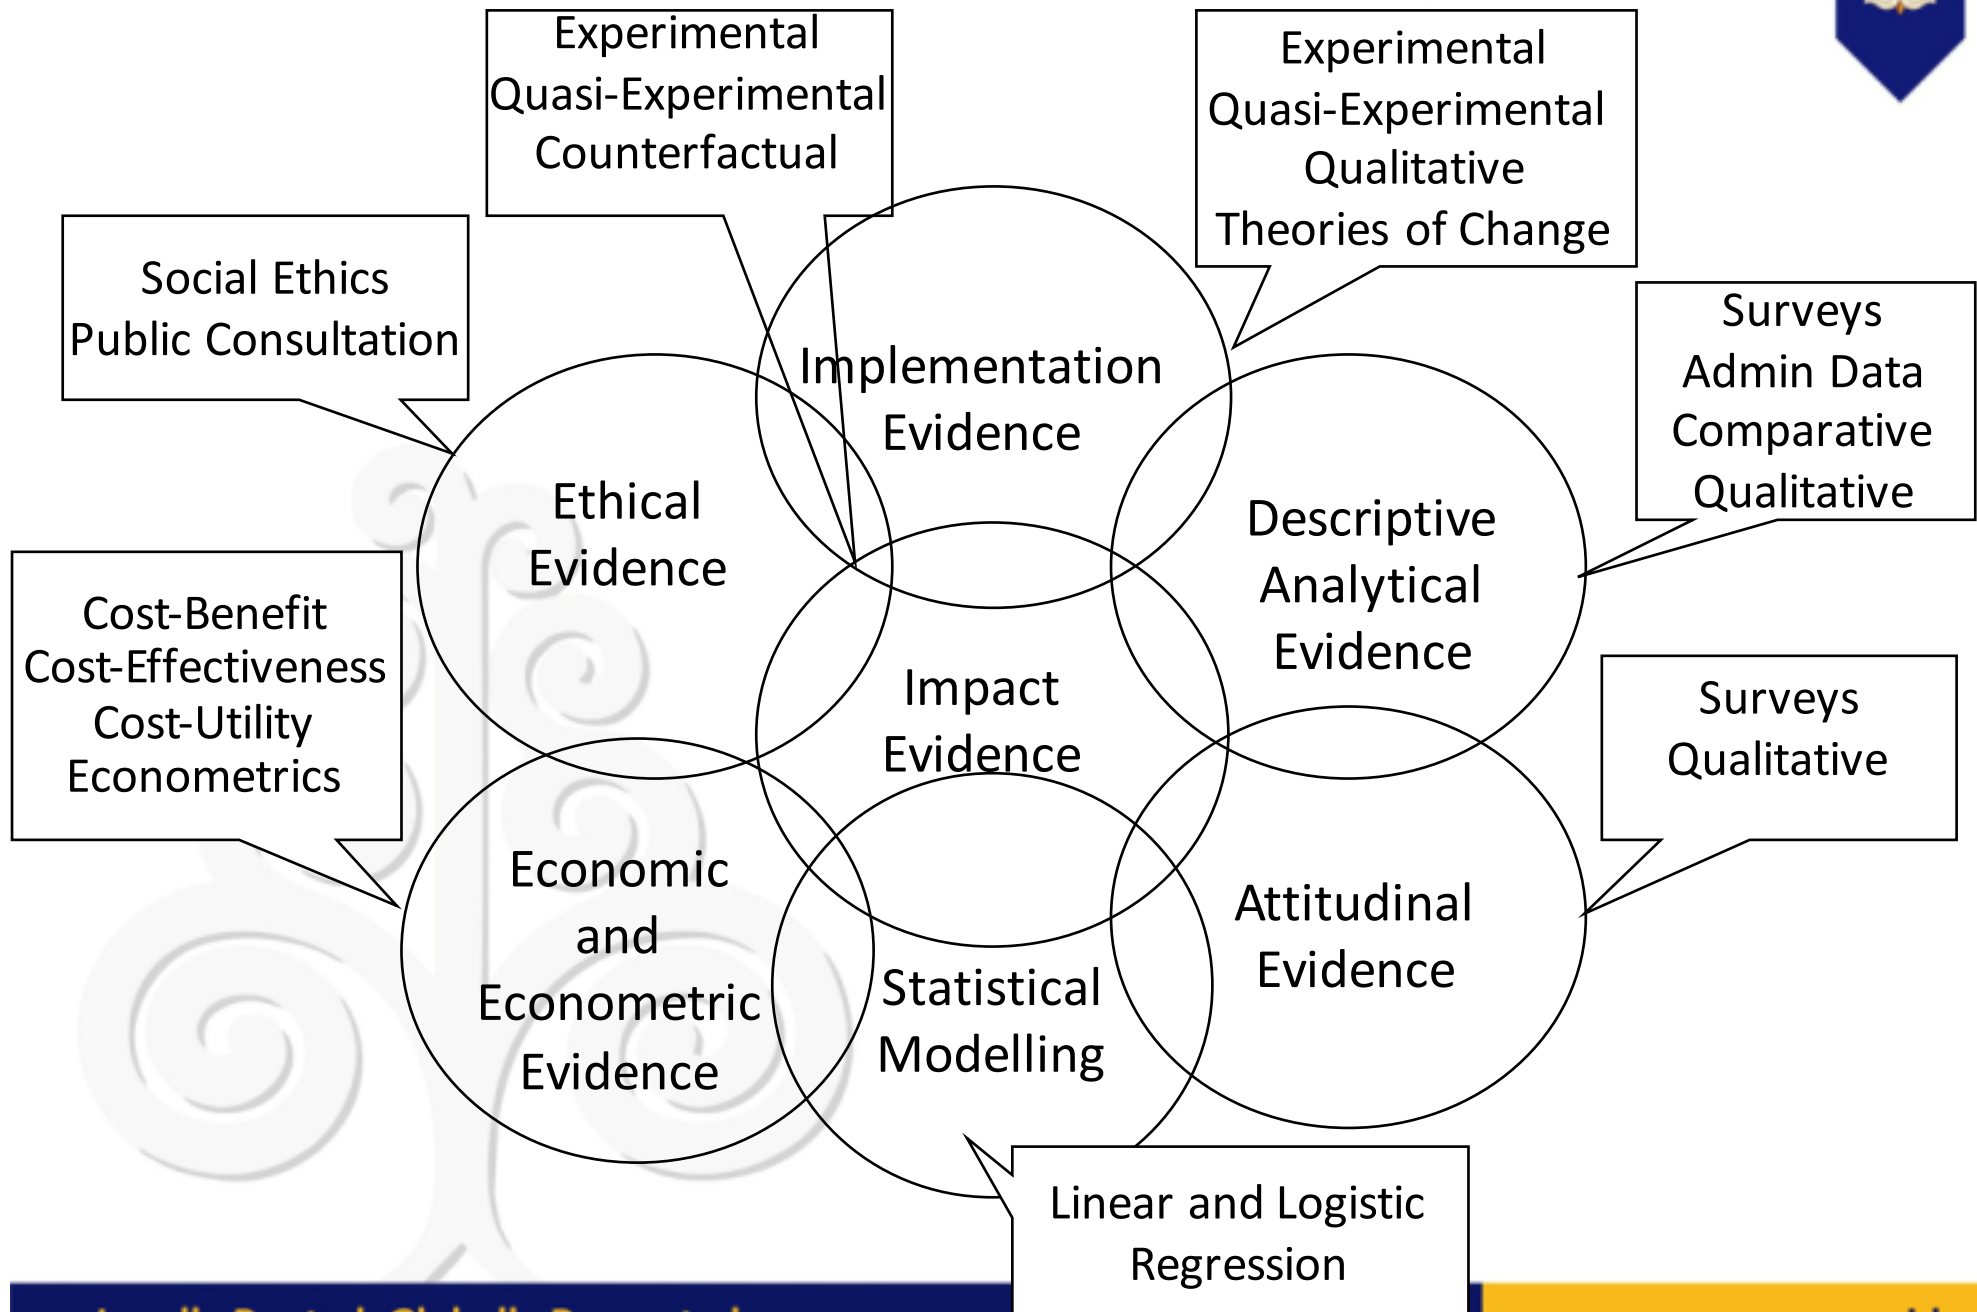 Experimental
Quasi-Experimental
Counterfactual
Experimental
Quasi-Experimental
Qualitative
Theories of Change
Social Ethics
Public Consultation
Surveys
Admin Data
Comparative
Qualitative
Implementation
Evidence
Ethical
Evidence
Descriptive
Analytical
Evidence
Cost-Benefit
Cost-Effectiveness
Cost-Utility
Econometrics
Impact
Evidence
Surveys
Qualitative
Economic
and
Econometric
Evidence
Attitudinal
Evidence
Statistical
Modelling
Linear and Logistic
Regression